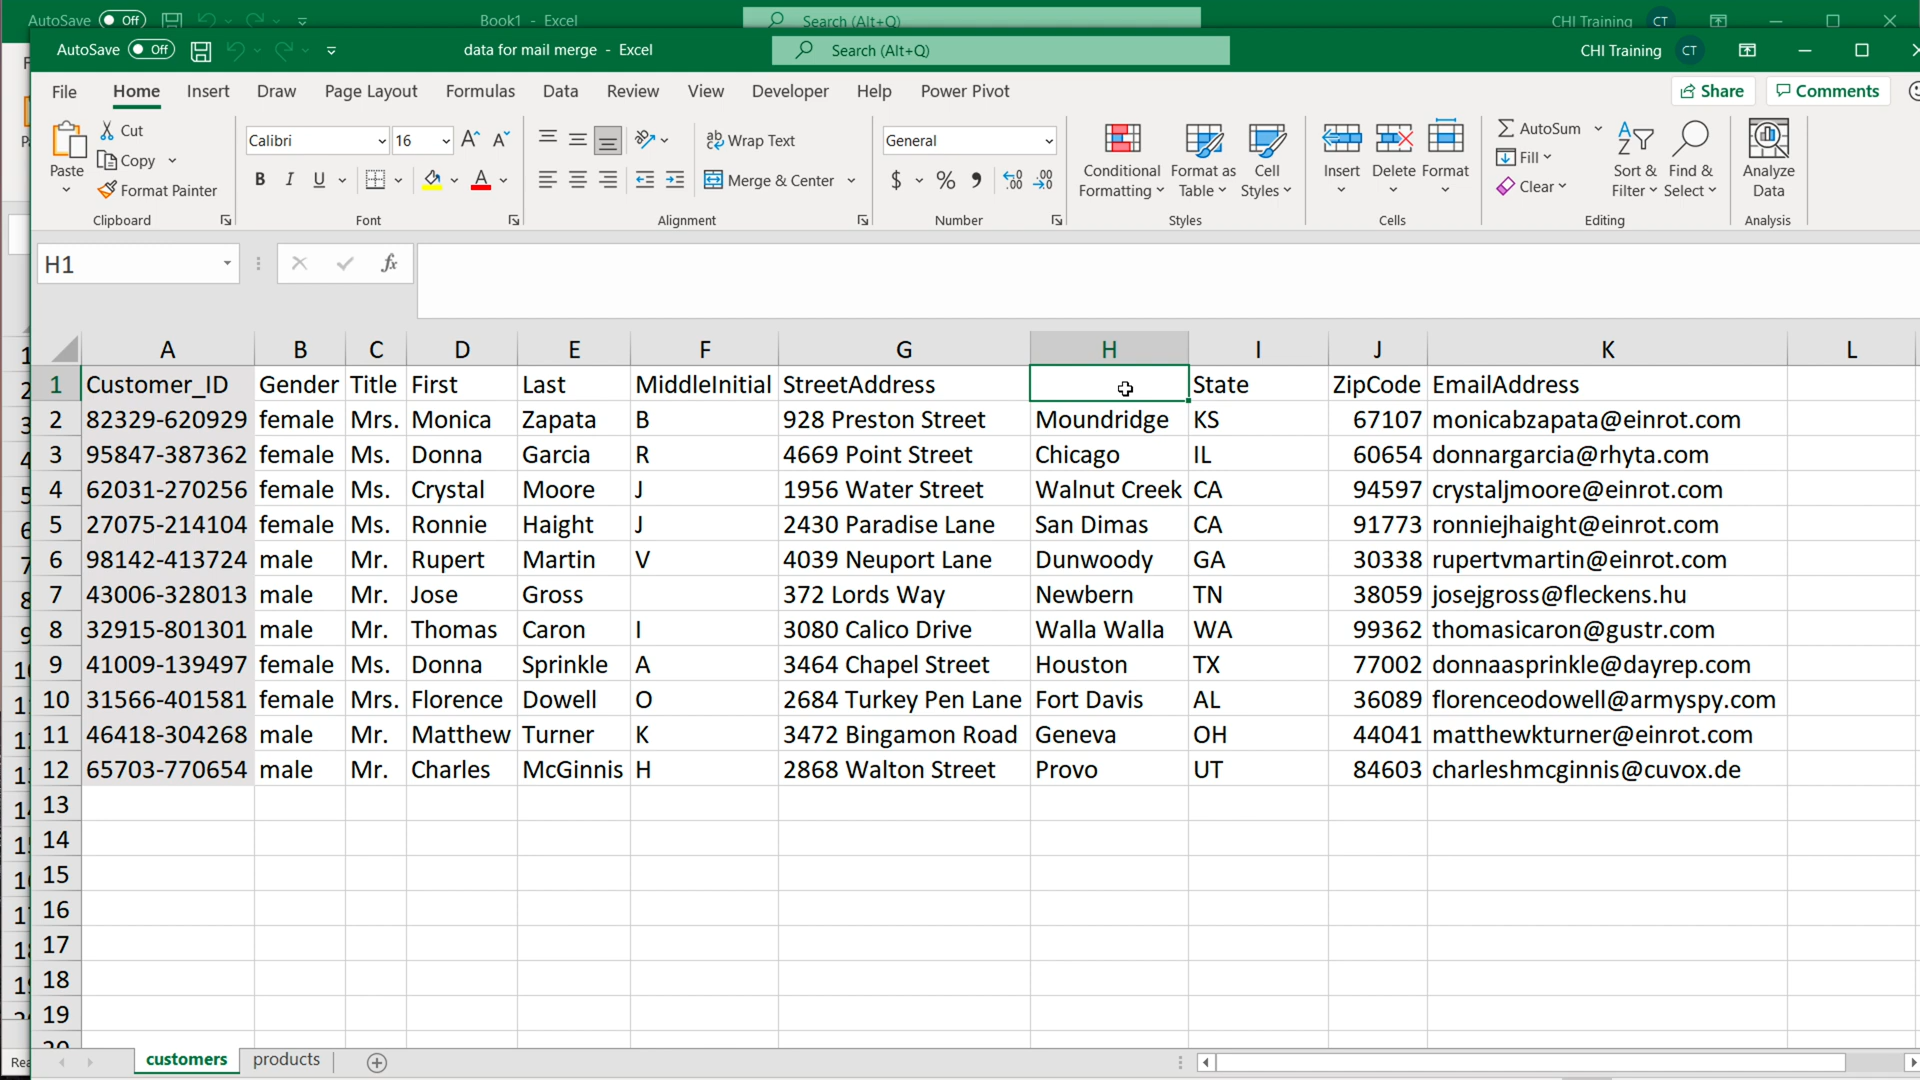 AutoSave Off Book1 - Excel Search (Alt+Q) CHI Training CT
AutoSave Off data for mail merge - Excel Search (Alt+Q) CHI Training CT
File Home Insert Draw Page Layout Formulas Data Review View Developer Help Power Pivot Share Comments
Cut
Copy
Format Painter
Paste
Clipboard
Calibri 16
B I U
Font
Wrap Text
Merge & Center
Alignment
General
$ % 9 .00 .00
Number
Conditional Formatting
Format as Table
Cell Styles
Styles
Insert Delete Format
Cells
AutoSum
Fill
Clear
Sort & Filter
Find & Select
Editing
Analyze Data
Analysis
H1 fx
A B C D E F G H I J K L
1 Customer_ID Gender Title First Last MiddleInitial StreetAddress State ZipCode EmailAddress
2 82329-620929 female Mrs. Monica Zapata B 928 Preston Street Moundridge KS 67107 monicabzapata@einrot.com
3 95847-387362 female Ms. Donna Garcia R 4669 Point Street Chicago IL 60654 donnargarcia@rhyta.com
4 62031-270256 female Ms. Crystal Moore J 1956 Water Street Walnut Creek CA 94597 crystaljmoore@einrot.com
5 27075-214104 female Ms. Ronnie Haight J 2430 Paradise Lane San Dimas CA 91773 ronniejhaight@einrot.com
6 98142-413724 male Mr. Rupert Martin V 4039 Neuport Lane Dunwoody GA 30338 rupertvmartin@einrot.com
7 43006-328013 male Mr. Jose Gross 372 Lords Way Newbern TN 38059 josejgross@fleckens.hu
8 32915-801301 male Mr. Thomas Caron I 3080 Calico Drive Walla Walla WA 99362 thomasicaron@gustr.com
9 41009-139497 female Ms. Donna Sprinkle A 3464 Chapel Street Houston TX 77002 donnaasprinkle@dayrep.com
10 31566-401581 female Mrs. Florence Dowell O 2684 Turkey Pen Lane Fort Davis AL 36089 florenceodowell@armyspy.com
11 46418-304268 male Mr. Matthew Turner K 3472 Bingamon Road Geneva OH 44041 matthewkturner@einrot.com
12 65703-770654 male Mr. Charles McGinnis H 2868 Walton Street Provo UT 84603 charleshmcginnis@cuvox.de
13
14
15
16
17
18
19
20
customers products